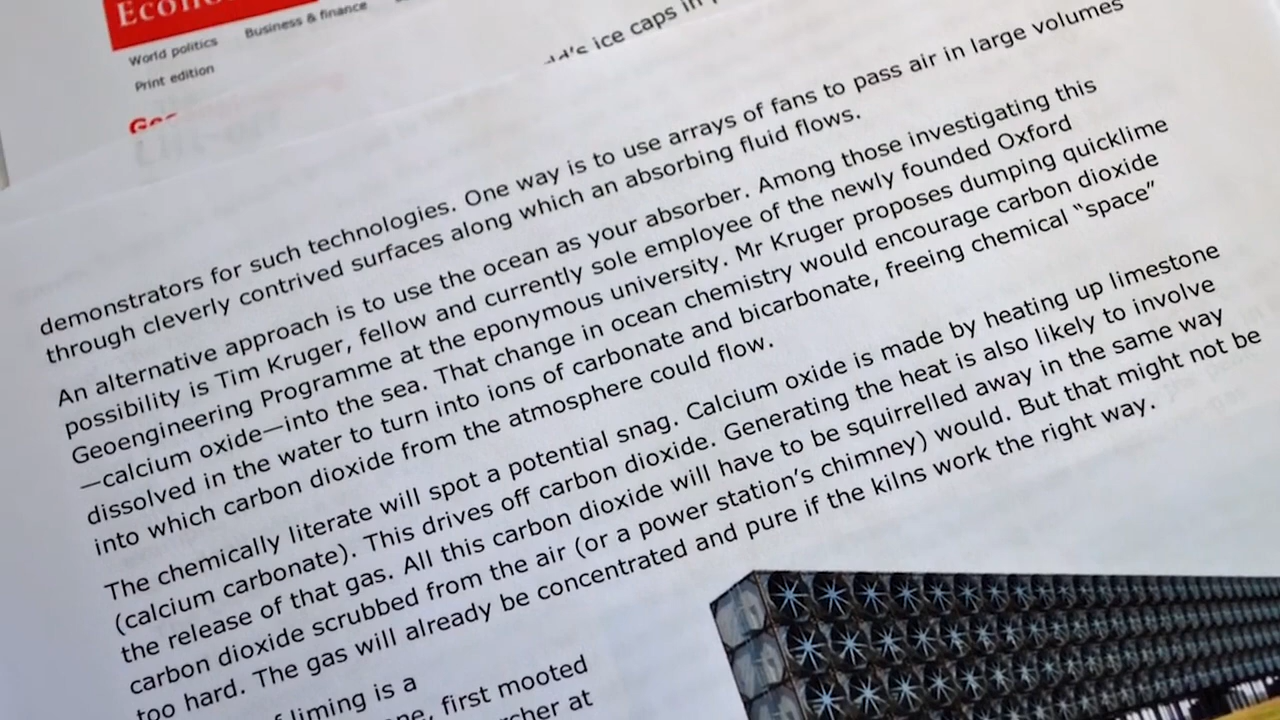 Econo
World politics
Business & finance
Print edition
ice caps in
demonstrators for such technologies. One way is to use arrays of fans to pass air in large volumes
through cleverly contrived surfaces along which an absorbing fluid flows.
An alternative approach is to use the ocean as your absorber. Among those investigating this
possibility is Tim Kruger, fellow and currently sole employee of the newly founded Oxford
Geoengineering Programme at the eponymous university. Mr Kruger proposes dumping quicklime
—calcium oxide—into the sea. That change in ocean chemistry would encourage carbon dioxide
dissolved in the water to turn into ions of carbonate and bicarbonate, freeing chemical “space”
into which carbon dioxide from the atmosphere could flow.
The chemically literate will spot a potential snag. Calcium oxide is made by heating up limestone
(calcium carbonate). This drives off carbon dioxide. Generating the heat is also likely to involve
the release of that gas. All this carbon dioxide will have to be squirrelled away in the same way
carbon dioxide scrubbed from the air (or a power station’s chimney) would. But that might not be
too hard. The gas will already be concentrated and pure if the kilns work the right way.
liming is a
first mooted
at